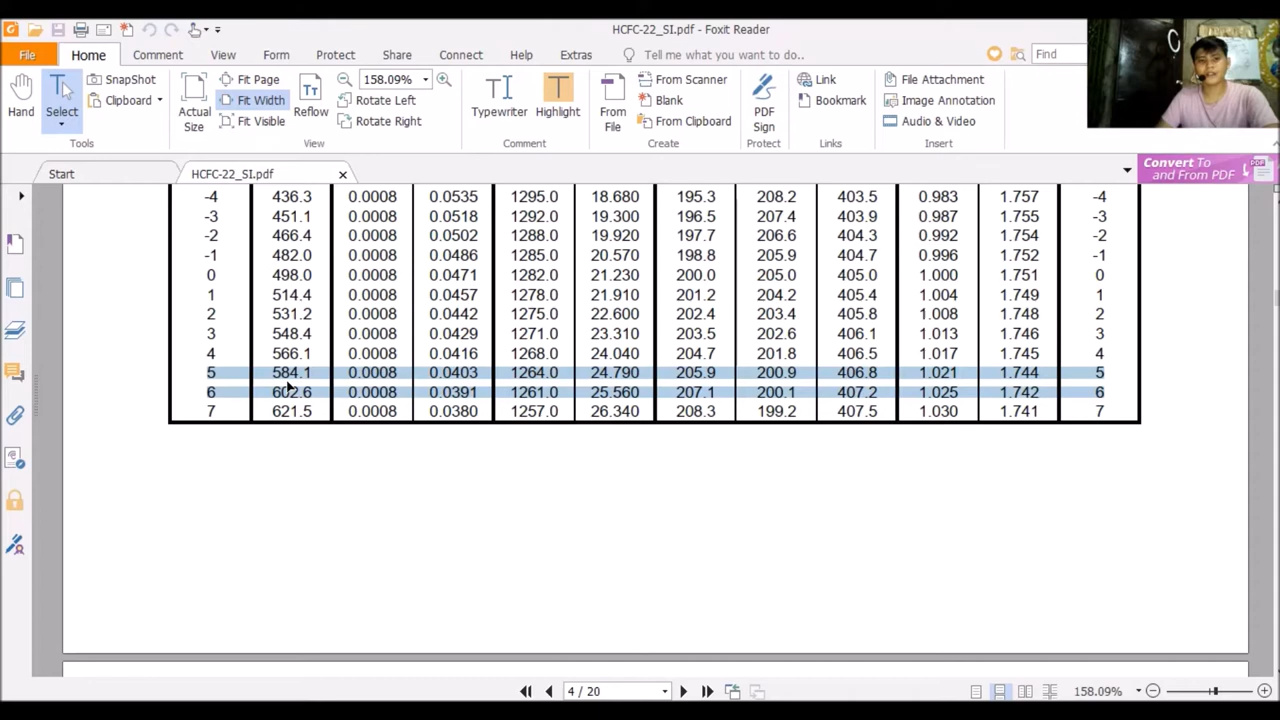 HCFC-22_SI.pdf - Foxit Reader
File Home Comment View Form Protect Share Connect Help Extras Tell me what you want to do.. Find
Hand
Select
SnapShot
Clipboard
Tools
Actual Size
Fit Page
Fit Width
Fit Visible
Reflow
158.09%
Rotate Left
Rotate Right
View
Typewriter
Highlight
Comment
From File
From Scanner
Blank
From Clipboard
Create
PDF Sign
Protect
Link
Bookmark
Links
File Attachment
Image Annotation
Audio & Video
Insert
Start
HCFC-22_SI.pdf
Convert To and From PDF
PDF
-4 436.3 0.0008 0.0535 1295.0 18.680 195.3 208.2 403.5 0.983 1.757 -4
-3 451.1 0.0008 0.0518 1292.0 19.300 196.5 207.4 403.9 0.987 1.755 -3
-2 466.4 0.0008 0.0502 1288.0 19.920 197.7 206.6 404.3 0.992 1.754 -2
-1 482.0 0.0008 0.0486 1285.0 20.570 198.8 205.9 404.7 0.996 1.752 -1
0 498.0 0.0008 0.0471 1282.0 21.230 200.0 205.0 405.0 1.000 1.751 0
1 514.4 0.0008 0.0457 1278.0 21.910 201.2 204.2 405.4 1.004 1.749 1
2 531.2 0.0008 0.0442 1275.0 22.600 202.4 203.4 405.8 1.008 1.748 2
3 548.4 0.0008 0.0429 1271.0 23.310 203.5 202.6 406.1 1.013 1.746 3
4 566.1 0.0008 0.0416 1268.0 24.040 204.7 201.8 406.5 1.017 1.745 4
5 584.1 0.0008 0.0403 1264.0 24.790 205.9 200.9 406.8 1.021 1.744 5
6 602.6 0.0008 0.0391 1261.0 25.560 207.1 200.1 407.2 1.025 1.742 6
7 621.5 0.0008 0.0380 1257.0 26.340 208.3 199.2 407.5 1.030 1.741 7
4 / 20
158.09%